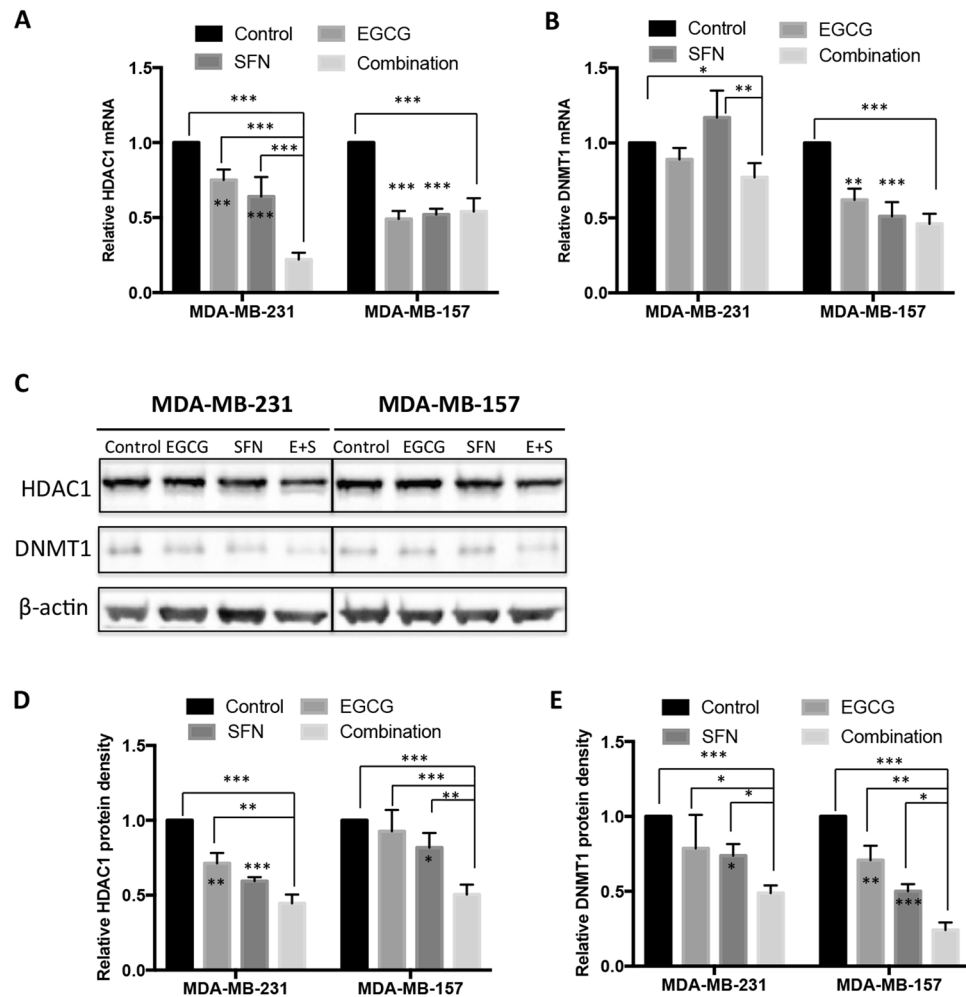 A
Control EGCG
SFN Combination
Relative HDAC1 mRNA
1.5
1.0
0.5
0.0
***
***
***
**
***
***
*** ***
MDA-MB-231 MDA-MB-157
B
Control EGCG
SFN Combination
Relative DNMT1 mRNA
1.5
1.0
0.5
0.0
*
**
***
** ***
MDA-MB-231 MDA-MB-157
C
MDA-MB-231 MDA-MB-157
Control EGCG SFN E+S Control EGCG SFN E+S
HDAC1
DNMT1
β-actin
D
Control EGCG
SFN Combination
Relative HDAC1 protein density
1.5
1.0
0.5
0.0
***
**
***
**
***
***
**
*
MDA-MB-231 MDA-MB-157
E
Control EGCG
SFN Combination
Relative DNMT1 protein density
1.5
1.0
0.5
0.0
***
*
*
*
***
**
*
**
***
MDA-MB-231 MDA-MB-157